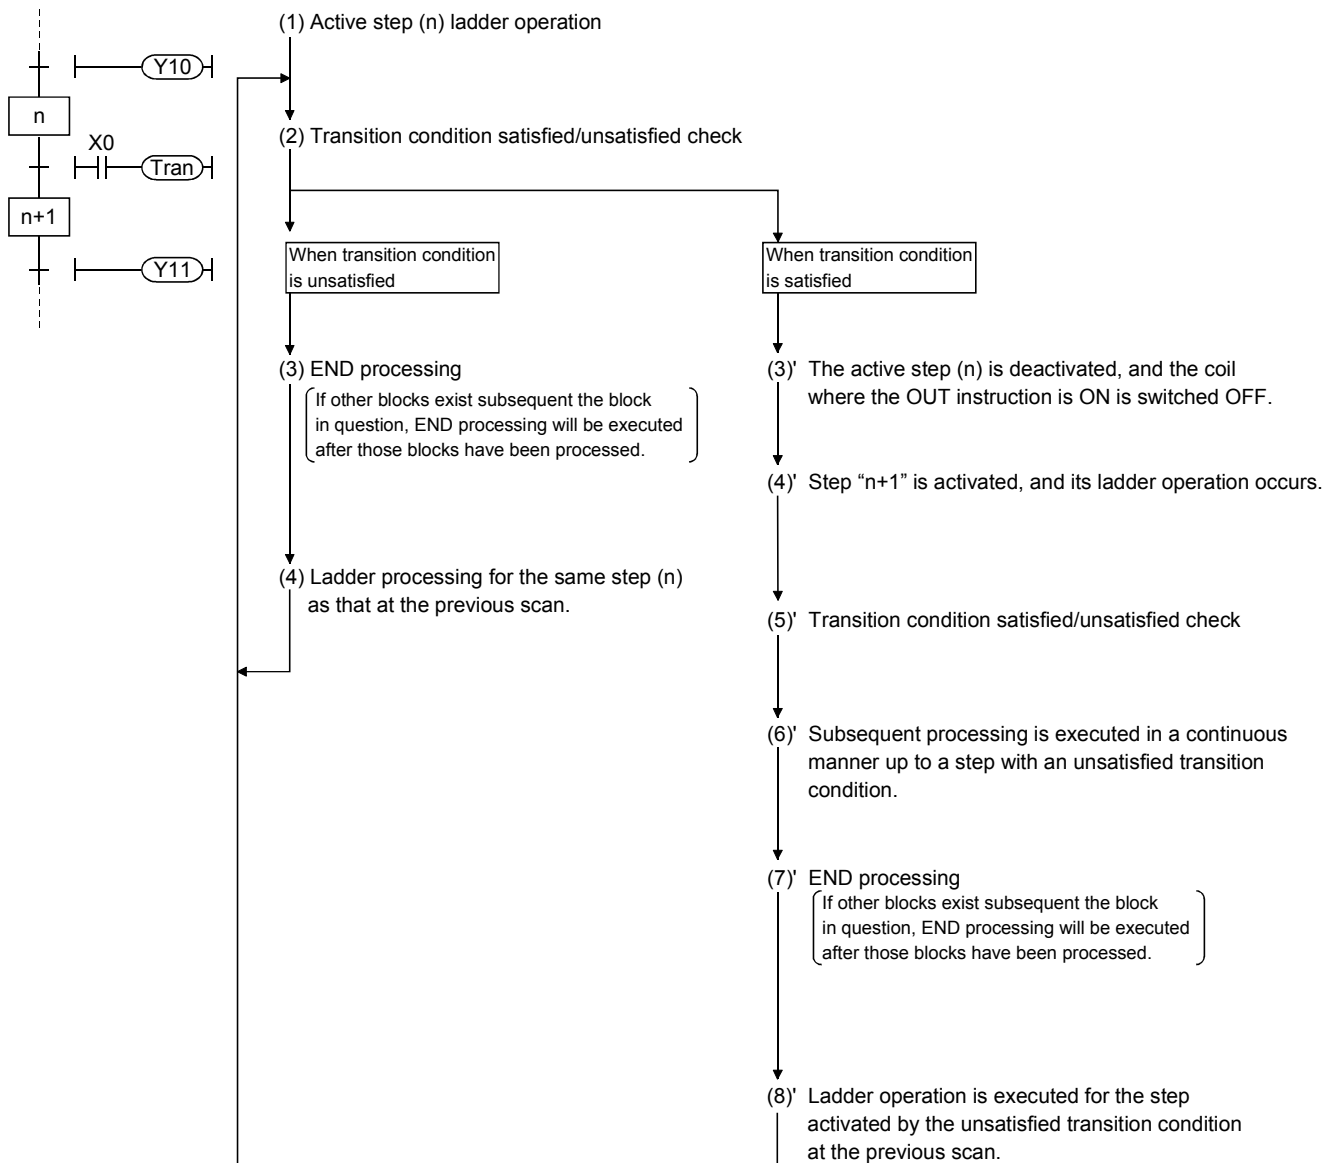 (1) Active step (n) ladder operation
Y10
n
X0
Tran
n+1
Y11
(2) Transition condition satisfied/unsatisfied check
When transition condition
is unsatisfied
(3) END processing
If other blocks exist subsequent the block
in question, END processing will be executed
after those blocks have been processed.
(4) Ladder processing for the same step (n)
as that at the previous scan.
When transition condition
is satisfied
(3)' The active step (n) is deactivated, and the coil
where the OUT instruction is ON is switched OFF.
(4)' Step “n+1” is activated, and its ladder operation occurs.
(5)' Transition condition satisfied/unsatisfied check
(6)' Subsequent processing is executed in a continuous
manner up to a step with an unsatisfied transition
condition.
(7)' END processing
If other blocks exist subsequent the block
in question, END processing will be executed
after those blocks have been processed.
(8)' Ladder operation is executed for the step
activated by the unsatisfied transition condition
at the previous scan.